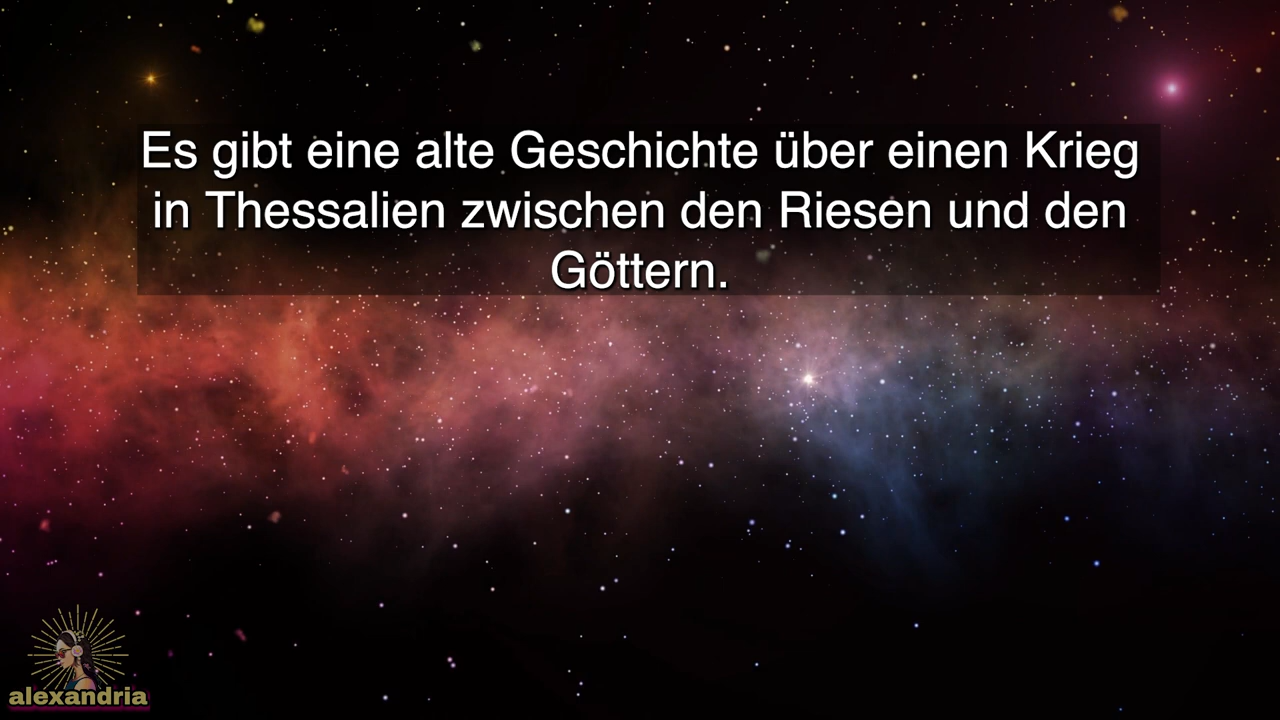 Es gibt eine alte Geschichte über einen Krieg
in Thessalien zwischen den Riesen und den
Göttern.
alexandria